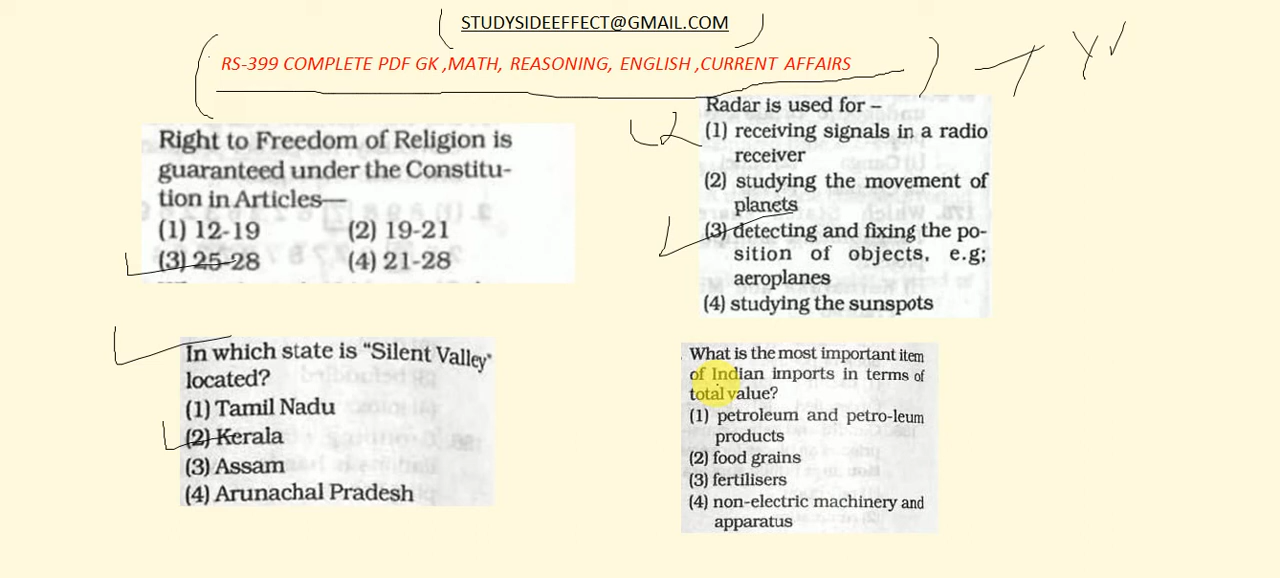 STUDYSIDEEFFECT@GMAIL.COM
RS-399 COMPLETE PDF GK ,MATH, REASONING, ENGLISH ,CURRENT AFFAIRS
Right to Freedom of Religion is
guaranteed under the Constitu-
tion in Articles—
(1) 12-19 (2) 19-21
(3) 25-28 (4) 21-28
Radar is used for –
(1) receiving signals in a radio
receiver
(2) studying the movement of
planets
(3) detecting and fixing the po-
sition of objects, e.g;
aeroplanes
(4) studying the sunspots
In which state is "Silent Valley"
located?
(1) Tamil Nadu
(2) Kerala
(3) Assam
(4) Arunachal Pradesh
What is the most important item
of Indian imports in terms of
total value?
(1) petroleum and petro-leum
products
(2) food grains
(3) fertilisers
(4) non-electric machinery and
apparatus